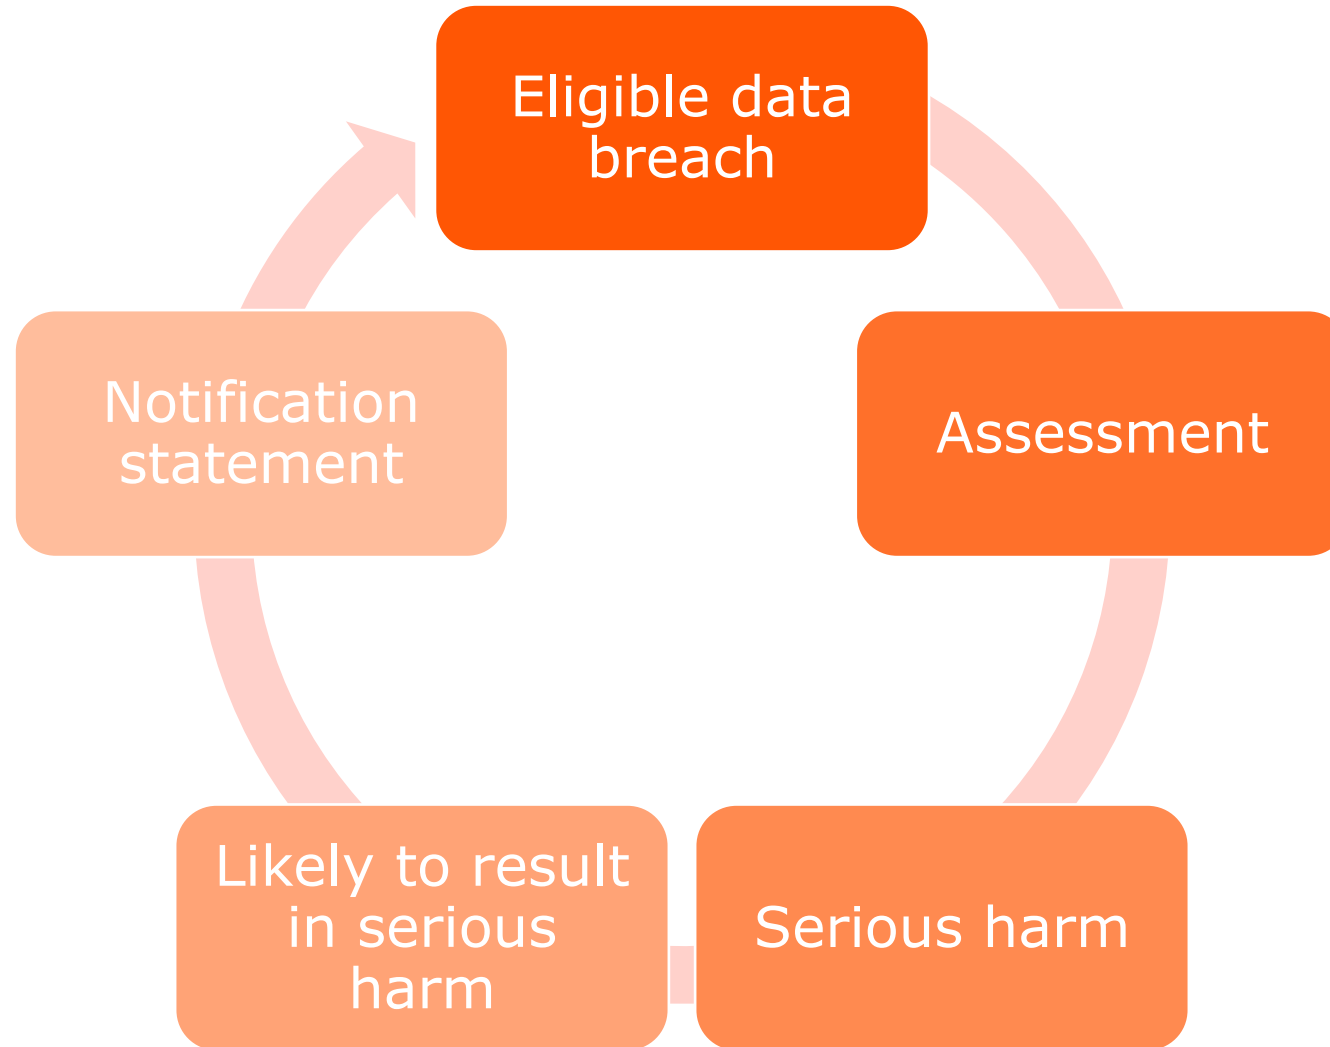 Eligible data
breach
Assessment
Serious harm
Likely to result
in serious
harm
Notification
statement